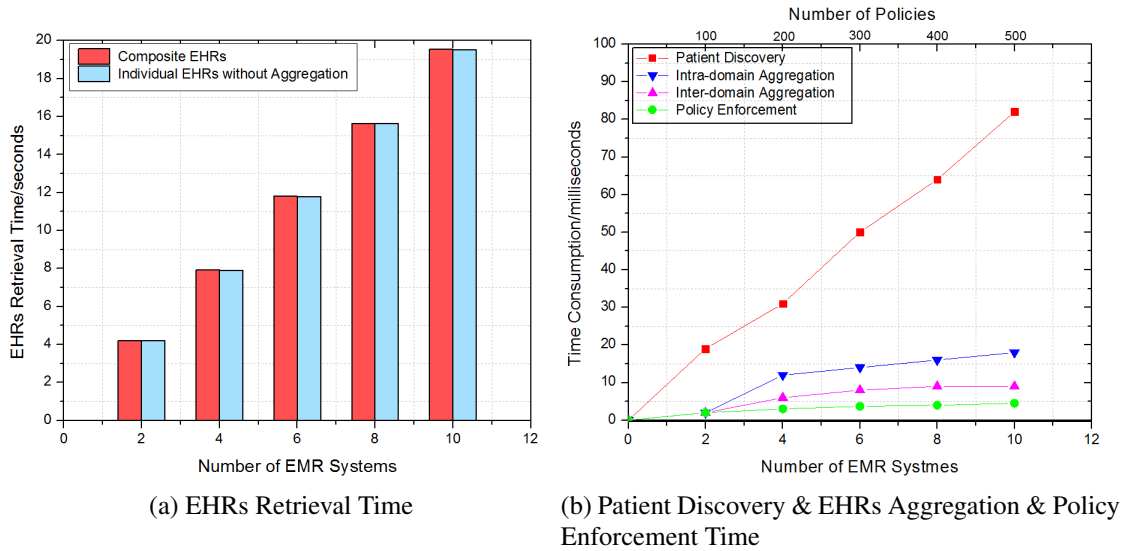 Composite EHRs
Individual EHRs without Aggregation
EHRs Retrieval Time/seconds
20
18
16
14
12
10
8
6
4
2
0
0 2 4 6 8 10 12
Number of EMR Systems
(a) EHRs Retrieval Time
Number of Policies
100 200 300 400 500
Patient Discovery
Intra-domain Aggregation
Inter-domain Aggregation
Policy Enforcement
Time Consumption/milliseconds
100
90
80
70
60
50
40
30
20
10
0
0 2 4 6 8 10 12
Number of EMR Systmes
(b) Patient Discovery & EHRs Aggregation & Policy
Enforcement Time